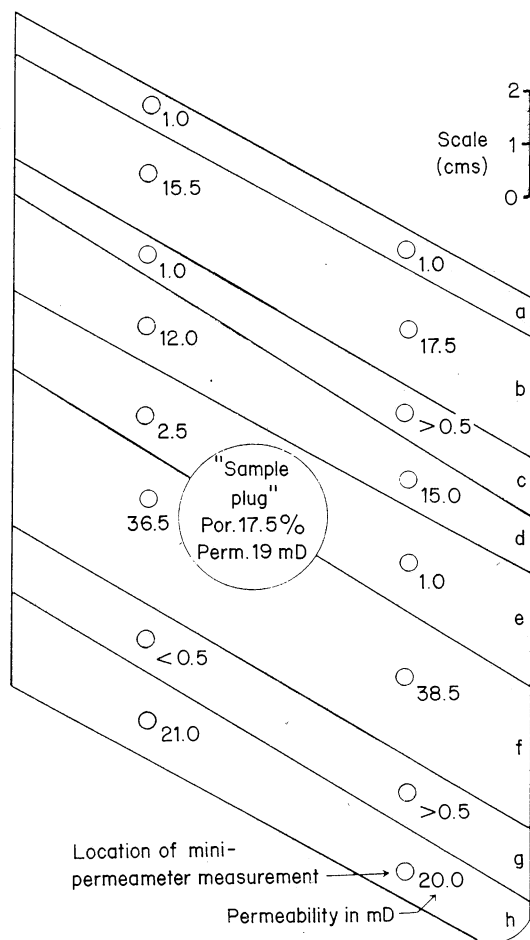 2
1
0
Scale
(cms)
1.0
15.5
1.0
1.0
a
12.0
17.5
b
2.5
>0.5
c
"Sample
plug"
Por. 17.5%
Perm. 19 mD
15.0
d
36.5
1.0
e
<0.5
38.5
f
21.0
>0.5
g
Location of mini-
permeameter measurement
20.0
Permeability in mD
h